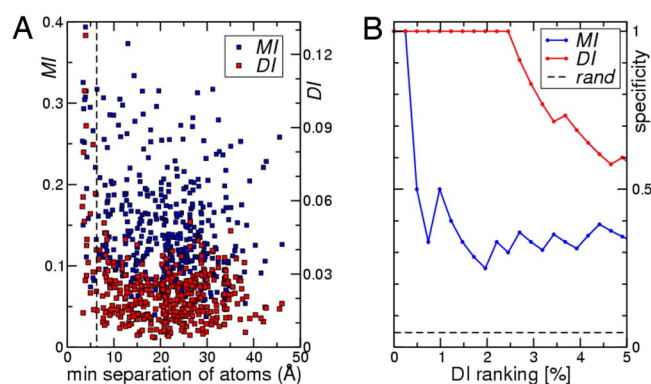 A
0.4
0.3
0.2
0.1
0
MI
MI
DI
0.12
0.09
0.06
0.03
0
DI
0 10 20 30 40 50
min separation of atoms (Å)
B
MI
DI
rand
1
0.5
0
specificity
0 1 2 3 4 5
DI ranking [%]